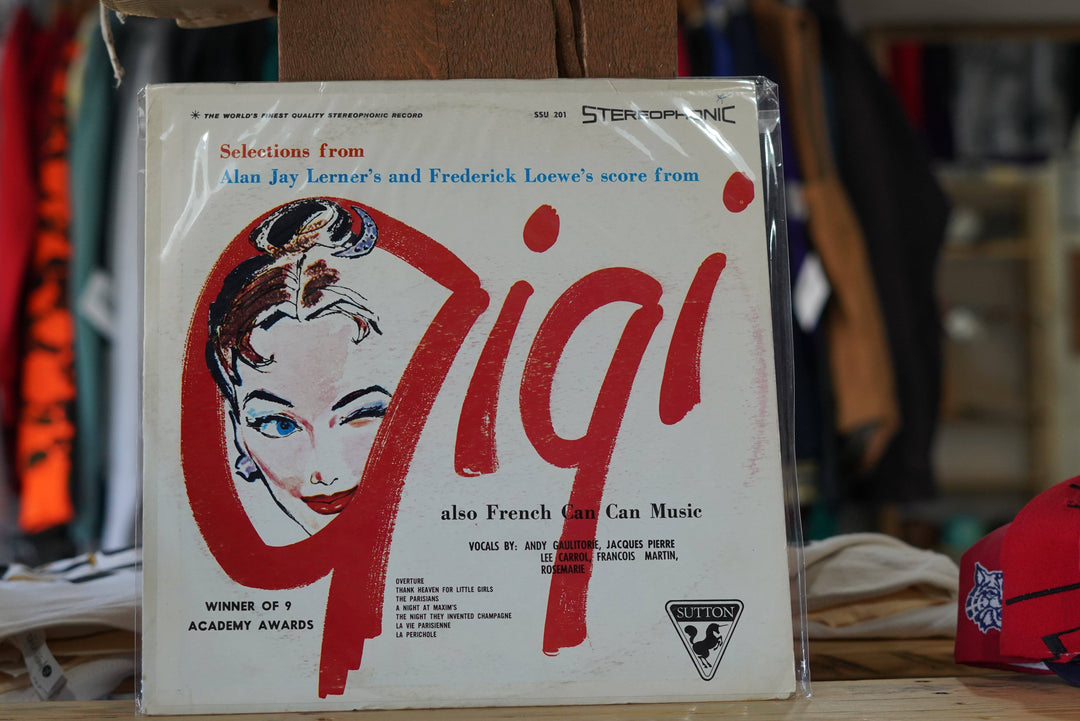 * THE WORLD'S FINEST QUALITY STEREOPHONIC RECORD
SSU 201 STEREOPHONIC
Selections from
Alan Jay Lerner's and Frederick Loewe's score from
Gigi
also French Can Can Music
VOCALS BY: ANDY GAULITORIE, JACQUES PIERRE
LEE CARROL, FRANCOIS MARTIN,
ROSEMARIE
OVERTURE
THANK HEAVEN FOR LITTLE GIRLS
THE PARISIANS
A NIGHT AT MAXIM'S
THE NIGHT THEY INVENTED CHAMPAGNE
LA VIE PARISIENNE
LA PERICHOLE
WINNER OF 9
ACADEMY AWARDS
SUTTON